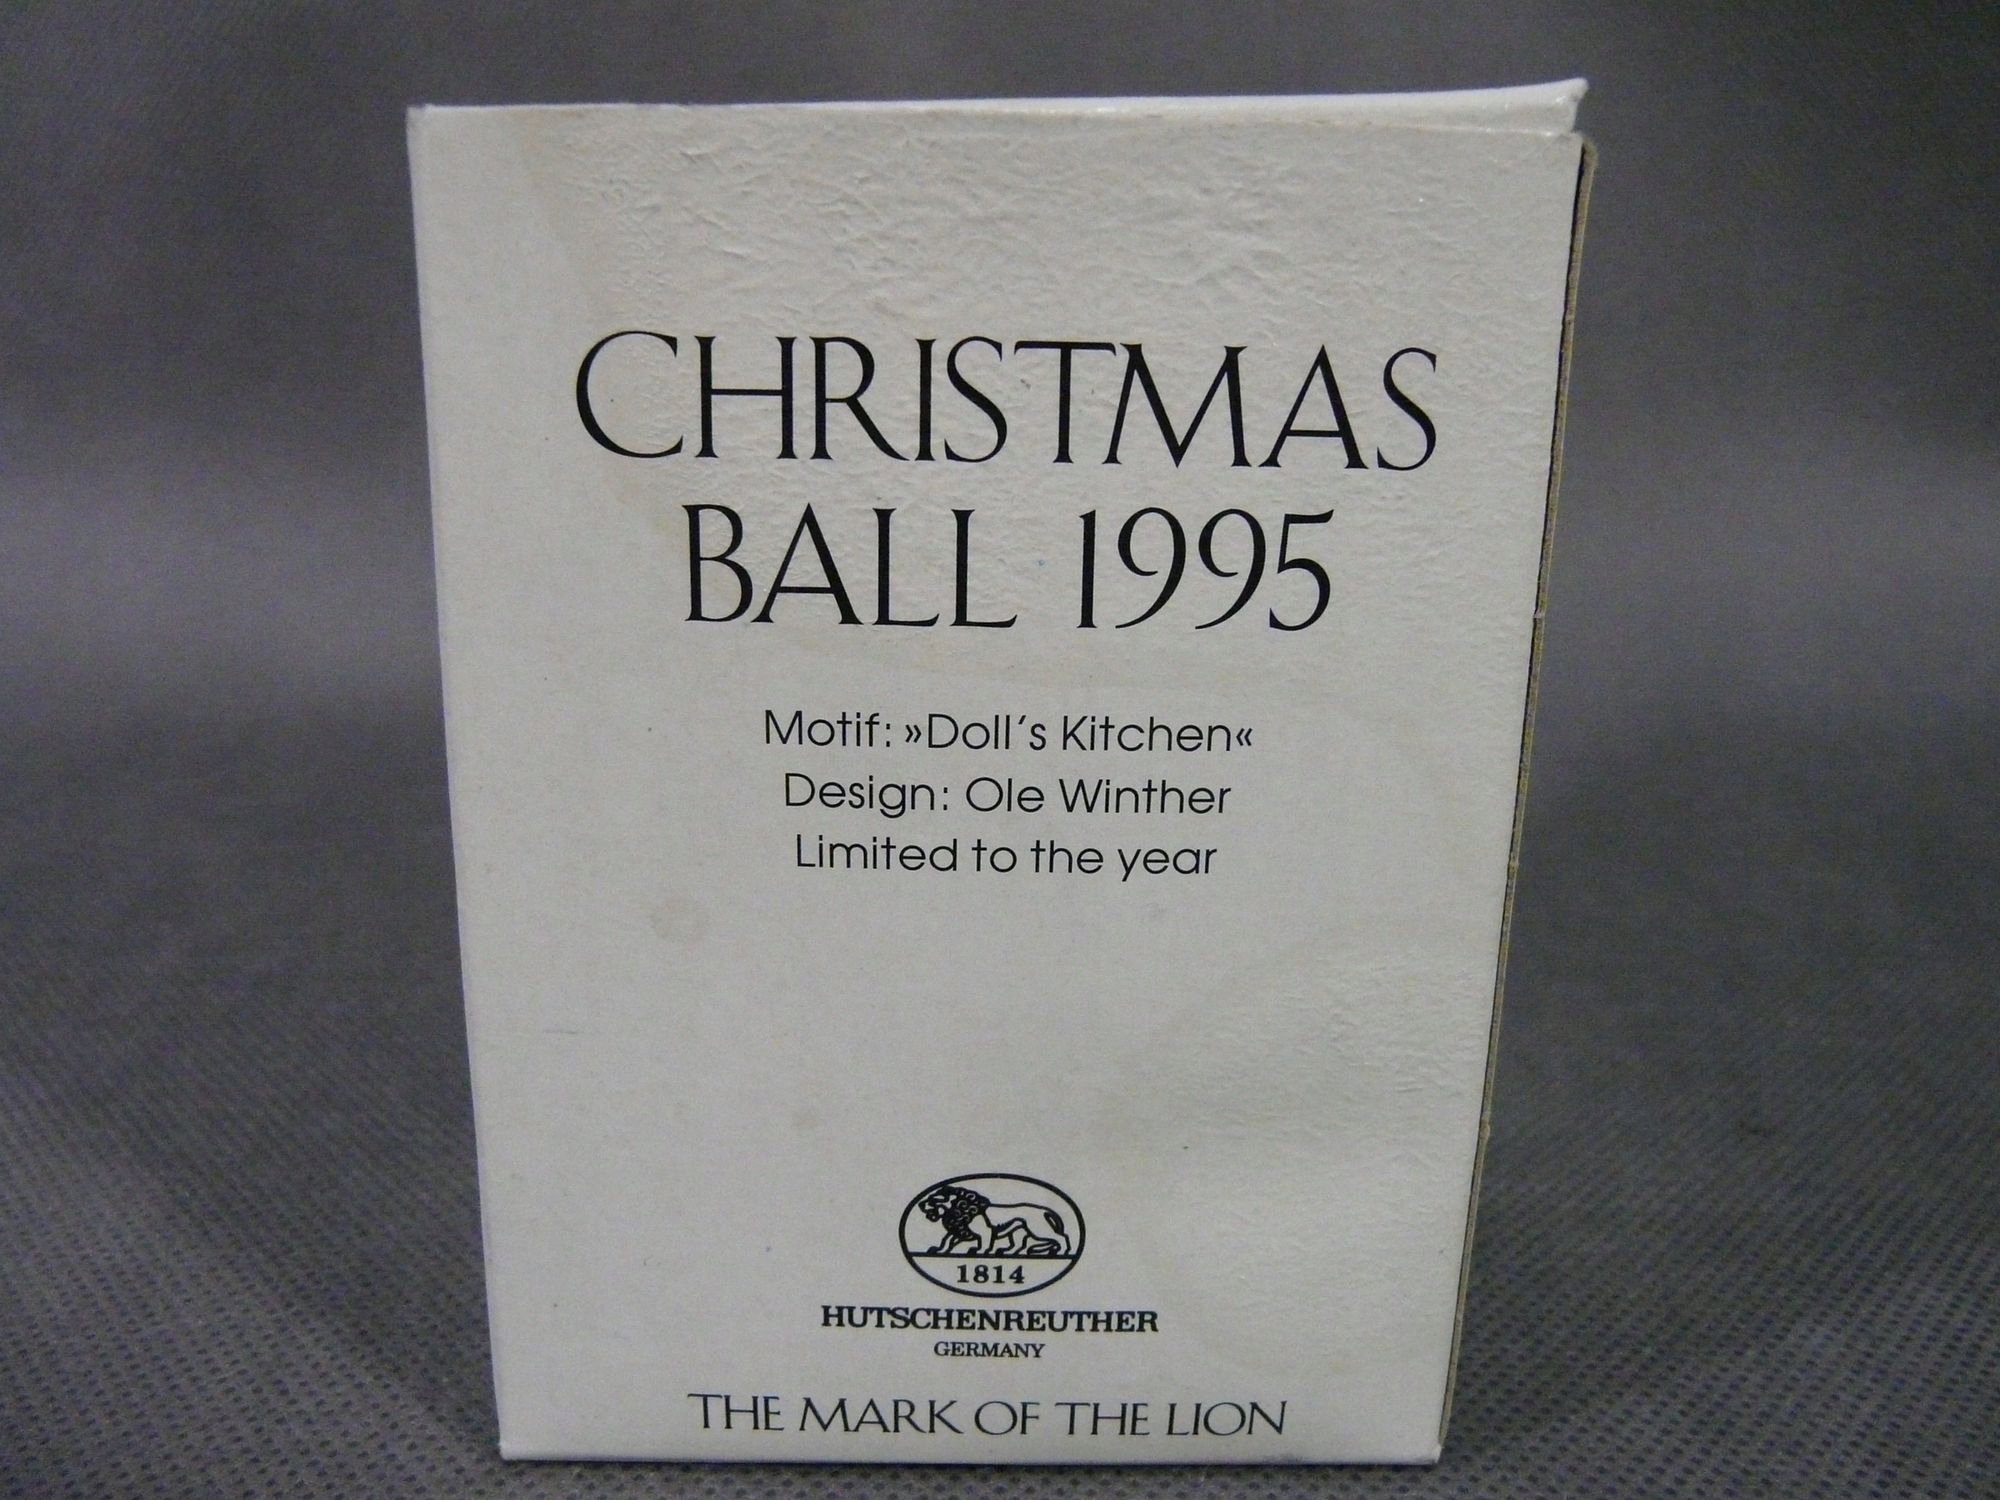 CHRISTMAS
BALL 1995
Motif: »Doll's Kitchen«
Design: Ole Winther
Limited to the year
1814
HUTSCHENREUTHER
GERMANY
THE MARK OF THE LION